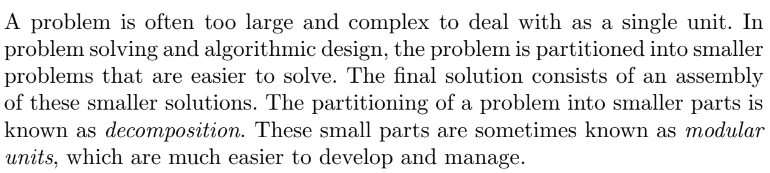 A problem is often too large and complex to deal with as a single unit. In
problem solving and algorithmic design, the problem is partitioned into smaller
problems that are easier to solve. The final solution consists of an assembly
of these smaller solutions. The partitioning of a problem into smaller parts is
known as decomposition. These small parts are sometimes known as modular
units, which are much easier to develop and manage.